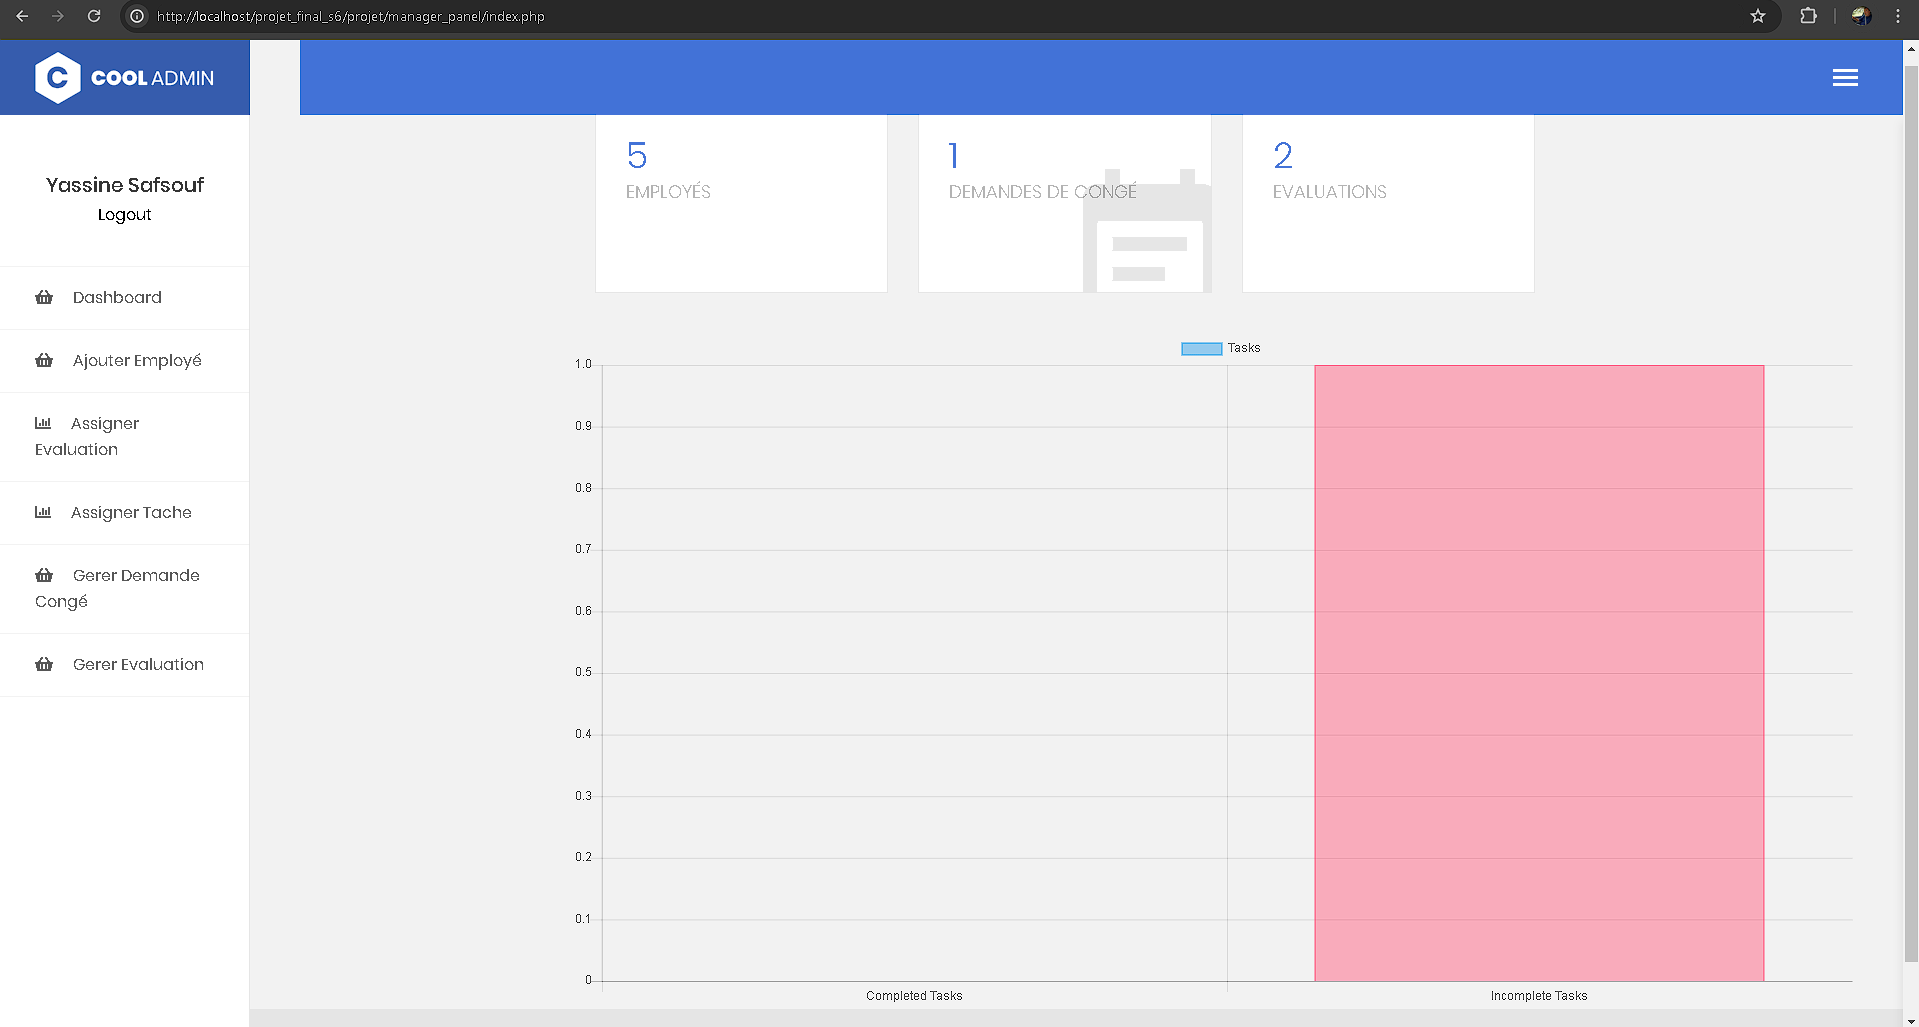 http://localhost/projet_final_s6/projet/manager_panel/index.php
C COOL ADMIN
Yassine Safsouf
Logout
Dashboard
Ajouter Employé
Assigner
Evaluation
Assigner Tache
Gerer Demande
Congé
Gerer Evaluation
5
EMPLOYÉS
1
DEMANDES DE CONGÉ
2
EVALUATIONS
Tasks
1.0
0.9
0.8
0.7
0.6
0.5
0.4
0.3
0.2
0.1
0
Completed Tasks
Incomplete Tasks